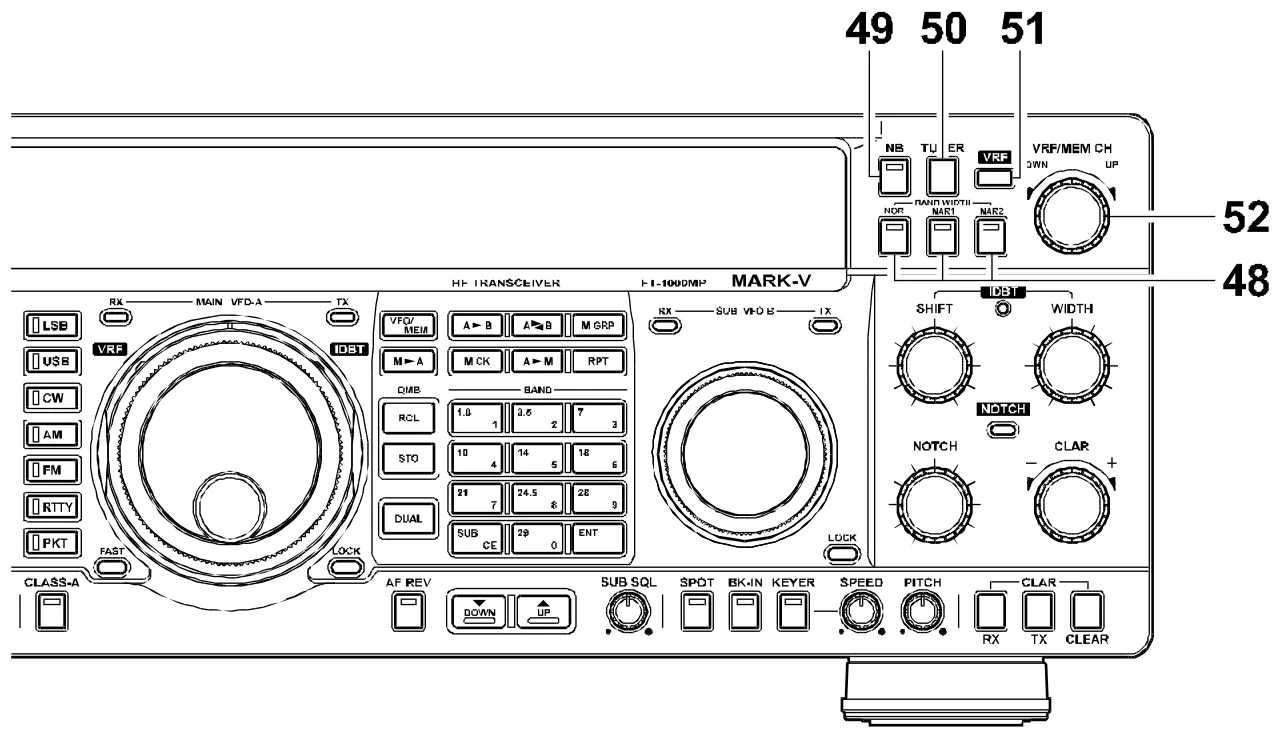 49 50 51
NB VRF VRF/MEM CH
UP
BAND WIDTH
NOR NAR1 NAR2
52
48
HF TRANSCEIVER FT-1000MP MARK-V
IDBT
SHIFT WIDTH
RX MAIN VFO-A TX
VRF IDBT
LSB
USB
CW
AM
FM
RTTY
PKT
FAST LOCK
VFO/MEM A►B A◄►B M GRP
M►A M CK A►M RPT
QMB BAND
RCL 1.8 1 3.5 2 7 3
STO 10 4 14 5 18 6
21 7 24.5 8 28 9
DUAL
SUB CE 29 0 ENT
RX SUB VFO-B TX
LOCK
NOTCH
NOTCH CLAR
− +
CLASS-A AF REV ▼ DOWN ▲ UP SUB SQL SPOT BK-IN KEYER SPEED PITCH CLAR
RX TX CLEAR